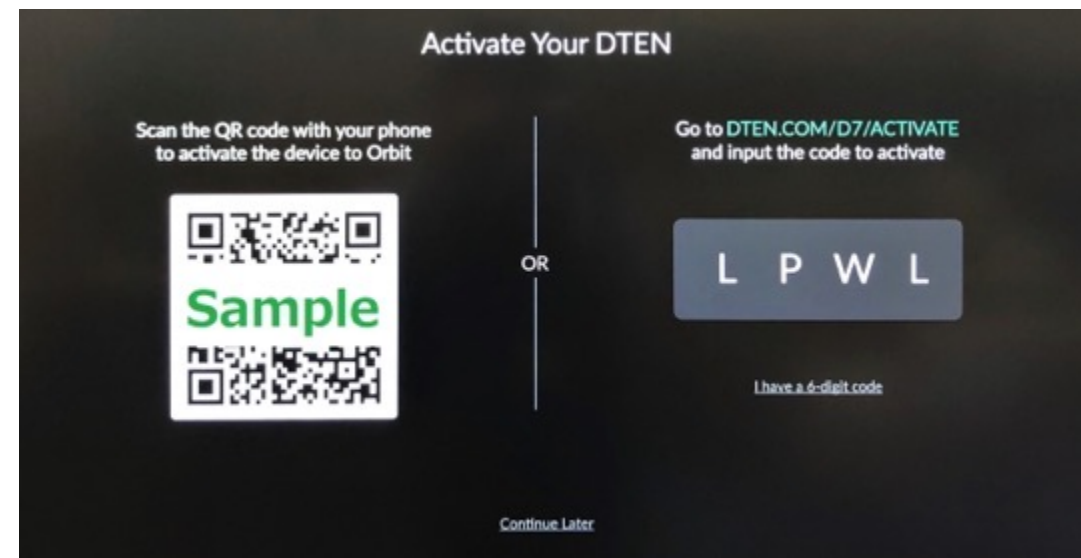 Activate Your DTEN
Scan the QR code with your phone
to activate the device to Orbit
Sample
OR
Go to DTEN.COM/D7/ACTIVATE
and input the code to activate
L P W L
I have a 6-digit code
Continue Later